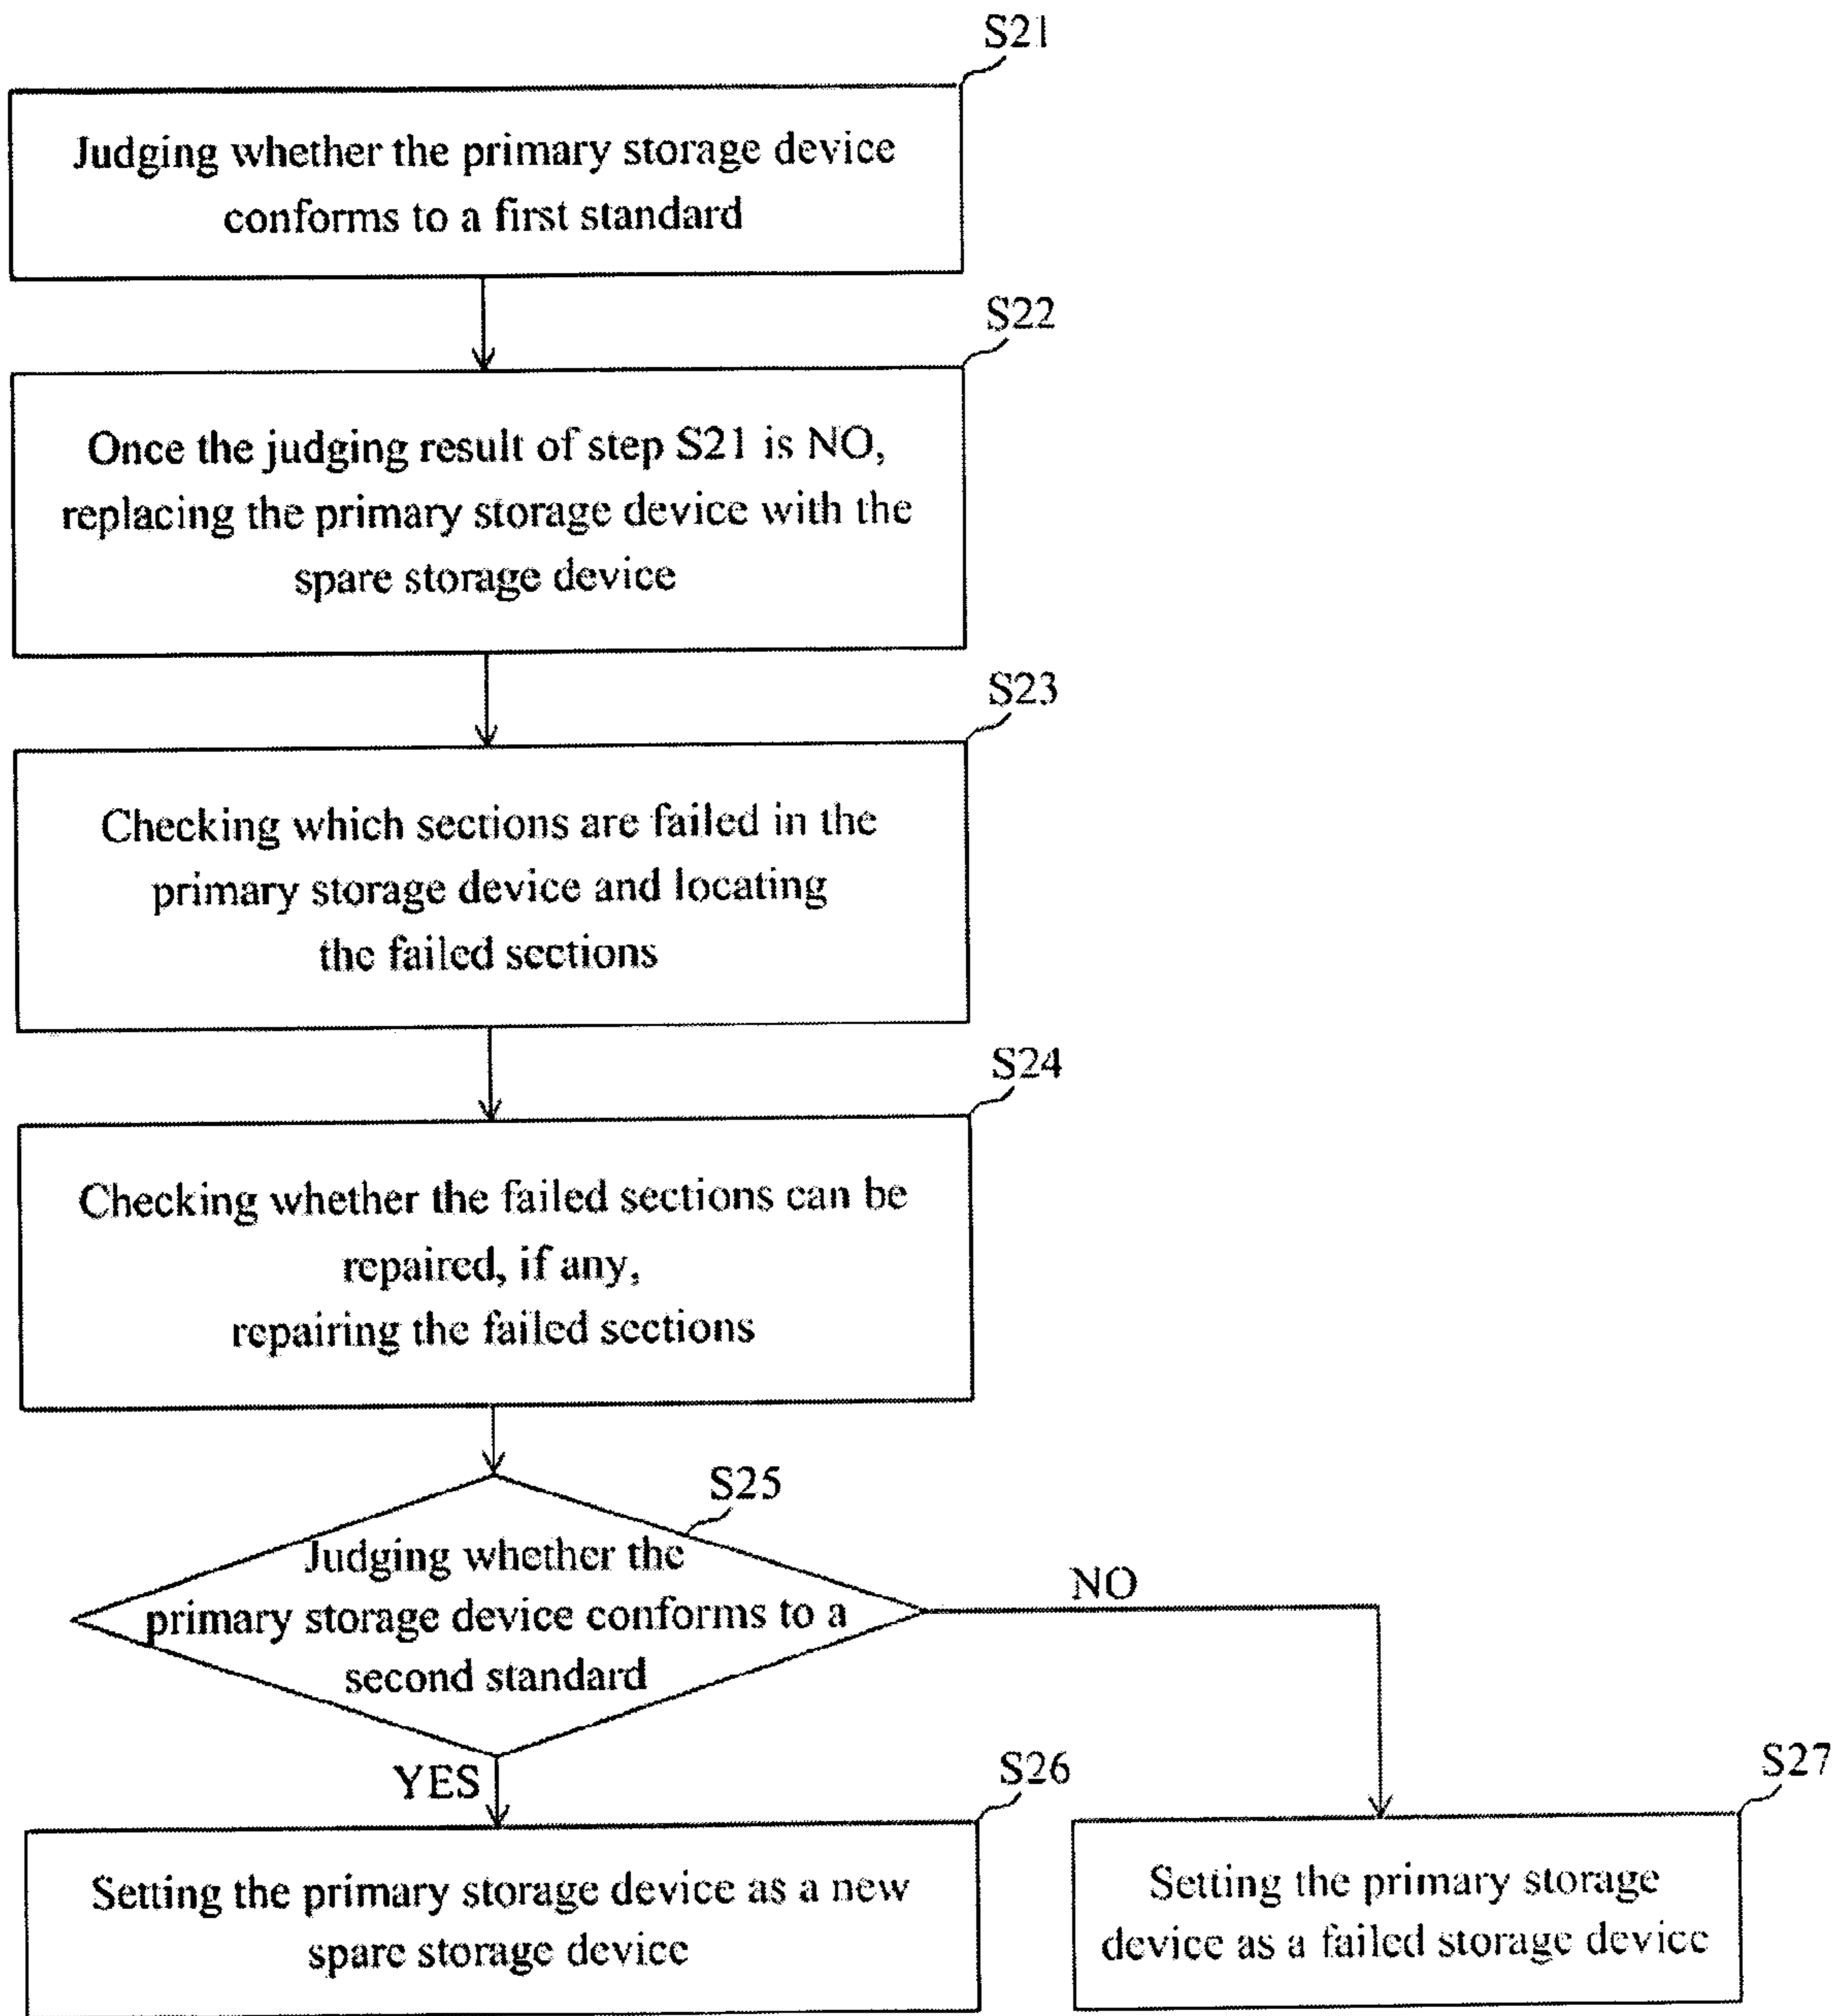 S21
Judging whether the primary storage device
conforms to a first standard
S22
Once the judging result of step S21 is NO,
replacing the primary storage device with the
spare storage device
S23
Checking which sections are failed in the
primary storage device and locating
the failed sections
S24
Checking whether the failed sections can be
repaired, if any,
repairing the failed sections
S25
Judging whether the
primary storage device conforms to a
second standard
NO
YES
S26
Setting the primary storage device as a new
spare storage device
S27
Setting the primary storage
device as a failed storage device